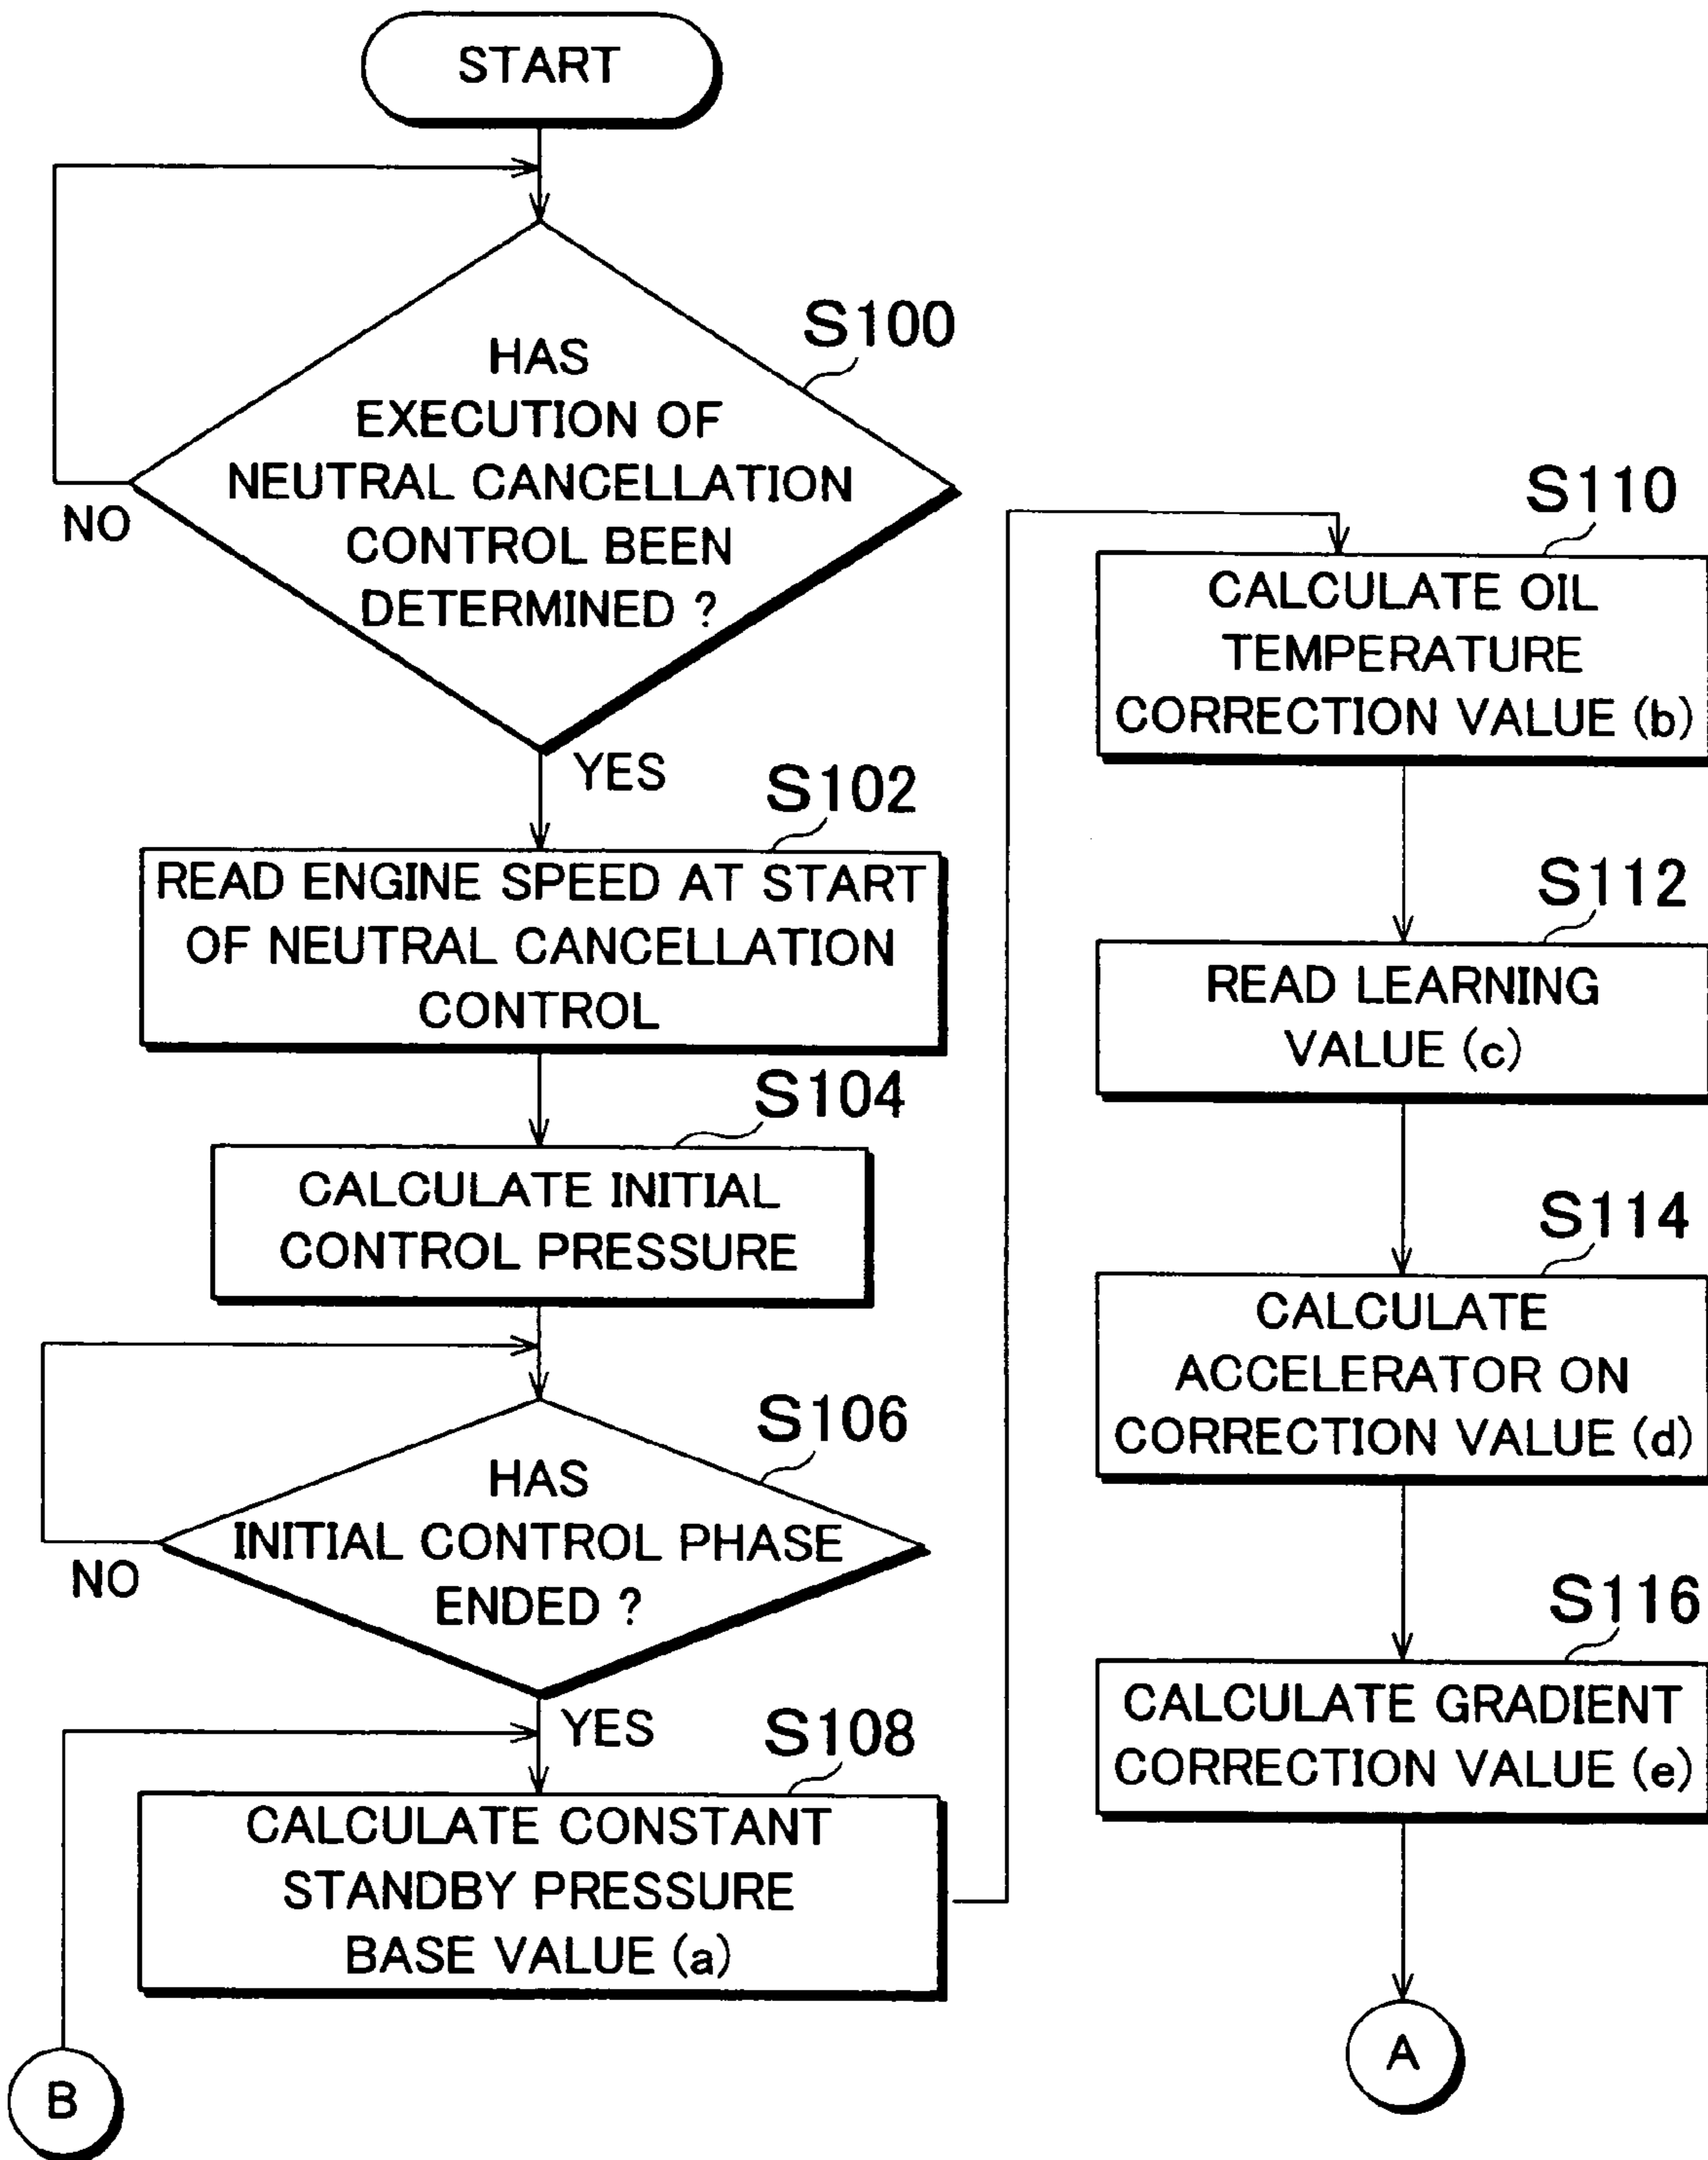 START
S100
HAS
EXECUTION OF
NEUTRAL CANCELLATION
CONTROL BEEN
DETERMINED ?
NO
YES
S102
READ ENGINE SPEED AT START
OF NEUTRAL CANCELLATION
CONTROL
S104
CALCULATE INITIAL
CONTROL PRESSURE
S106
HAS
INITIAL CONTROL PHASE
ENDED ?
NO
YES
S108
CALCULATE CONSTANT
STANDBY PRESSURE
BASE VALUE (a)
B
S110
CALCULATE OIL
TEMPERATURE
CORRECTION VALUE (b)
S112
READ LEARNING
VALUE (c)
S114
CALCULATE
ACCELERATOR ON
CORRECTION VALUE (d)
S116
CALCULATE GRADIENT
CORRECTION VALUE (e)
A